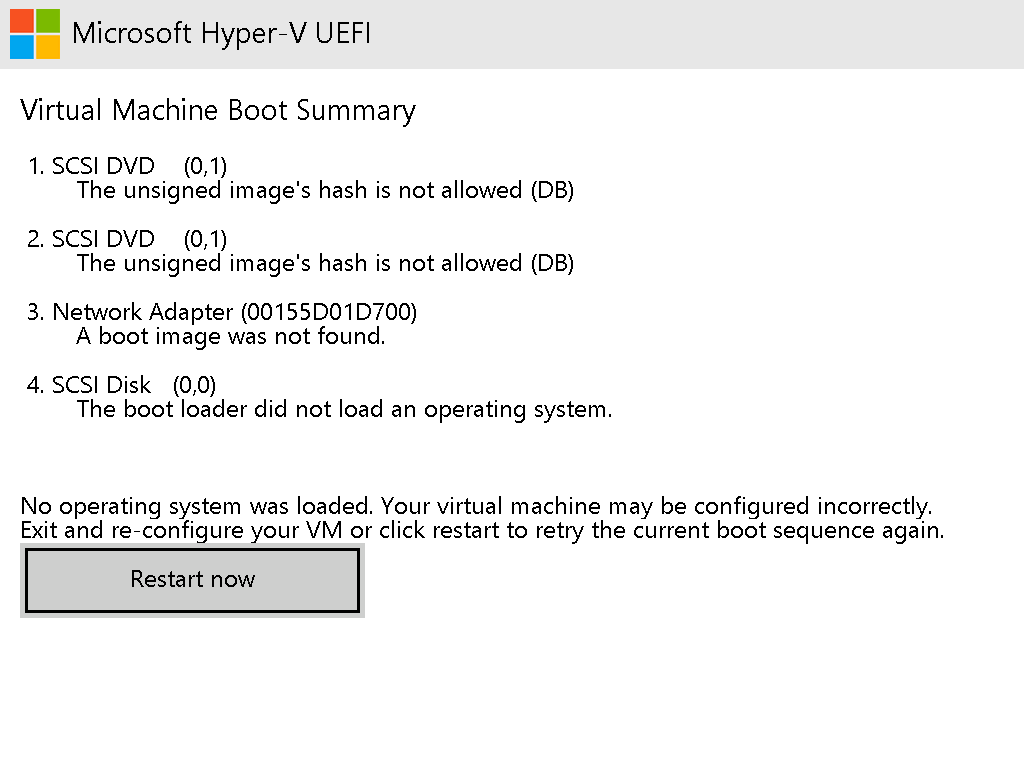 Microsoft Hyper-V UEFI
Virtual Machine Boot Summary
1. SCSI DVD (0,1)
The unsigned image's hash is not allowed (DB)
2. SCSI DVD (0,1)
The unsigned image's hash is not allowed (DB)
3. Network Adapter (00155D01D700)
A boot image was not found.
4. SCSI Disk (0,0)
The boot loader did not load an operating system.
No operating system was loaded. Your virtual machine may be configured incorrectly.
Exit and re-configure your VM or click restart to retry the current boot sequence again.
Restart now